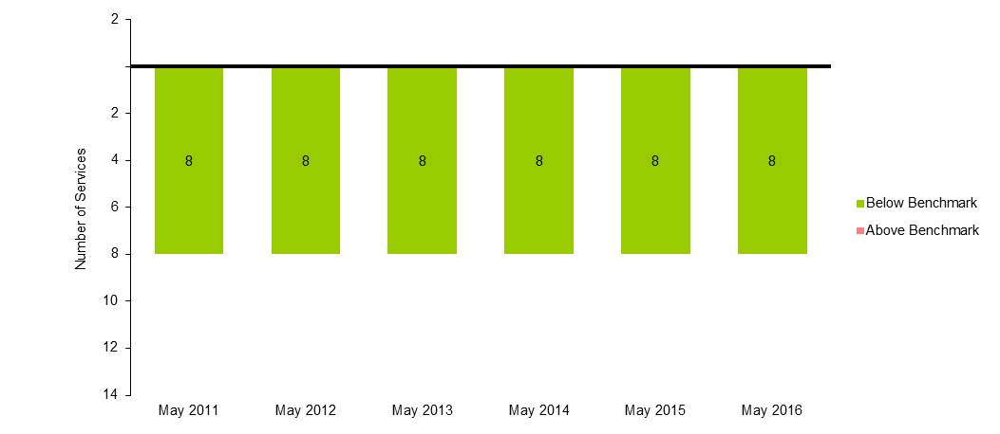 2
2
4
6
8
10
12
14
Number of Services
8 8 8 8 8 8
May 2011 May 2012 May 2013 May 2014 May 2015 May 2016
Below Benchmark
Above Benchmark